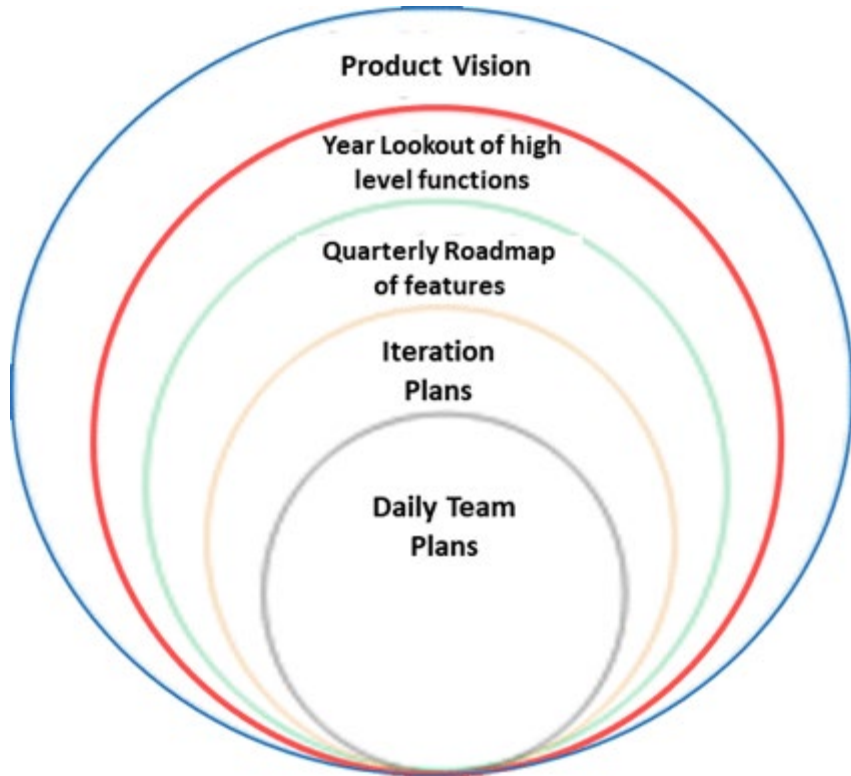 Product Vision
Year Lookout of high
level functions
Quarterly Roadmap
of features
Iteration
Plans
Daily Team
Plans